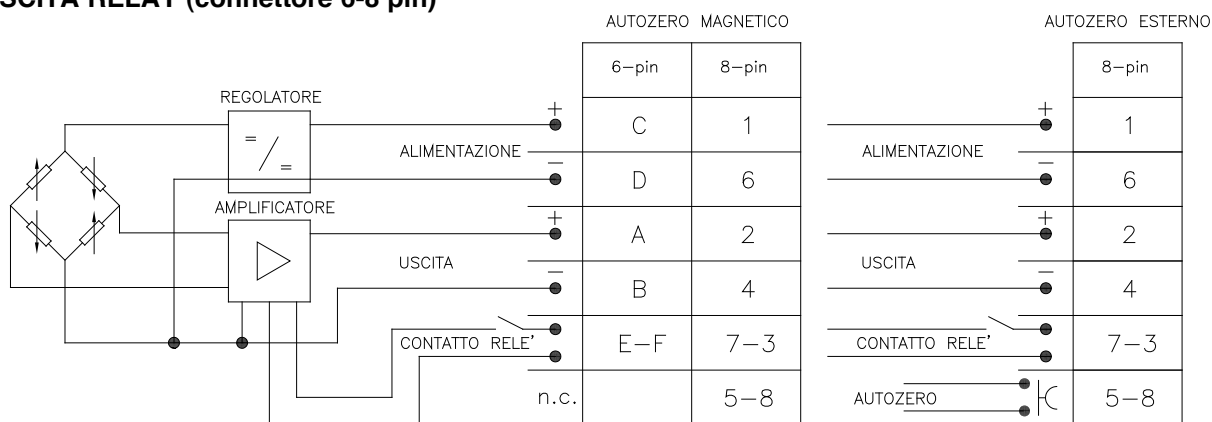 SCITA RELAY (connettore 6-8 pin)
AUTOZERO MAGNETICO
AUTOZERO ESTERNO
6-pin 8-pin
8-pin
REGOLATORE
= / =
+ C 1
+ 1
ALIMENTAZIONE
ALIMENTAZIONE
− D 6
− 6
AMPLIFICATORE
+ A 2
+ 2
USCITA
USCITA
− B 4
− 4
CONTATTO RELE' E-F 7-3
CONTATTO RELE' 7-3
n.c. 5-8
AUTOZERO 5-8